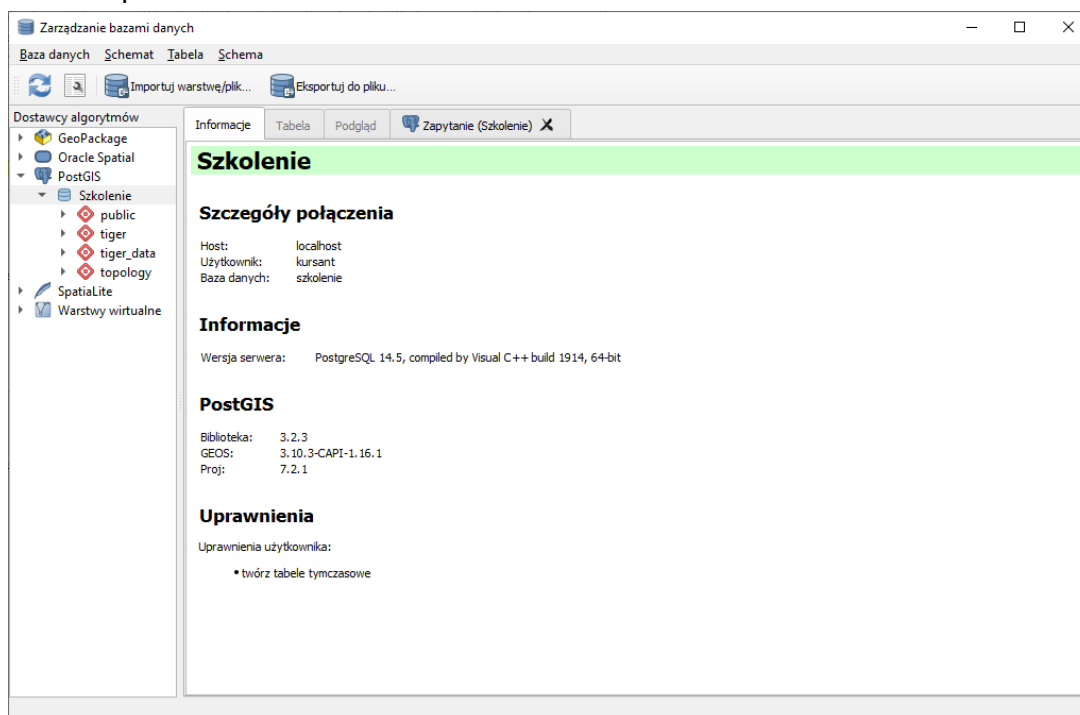 Zarządzanie bazami danych
Baza danych Schemat Tabela Schema
Importuj warstwę/plik... Eksportuj do pliku...
Dostawcy algorytmów
GeoPackage
Oracle Spatial
PostGIS
Szkolenie
public
tiger
tiger_data
topology
SpatiaLite
Warstwy wirtualne
Informacje Tabela Podgląd Zapytanie (Szkolenie) X
Szkolenie
Szczegóły połączenia
Host: localhost
Użytkownik: kursant
Baza danych: szkolenie
Informacje
Wersja serwera: PostgreSQL 14.5, compiled by Visual C++ build 1914, 64-bit
PostGIS
Biblioteka: 3.2.3
GEOS: 3.10.3-CAPI-1.16.1
Proj: 7.2.1
Uprawnienia
Uprawnienia użytkownika:
• twórz tabele tymczasowe